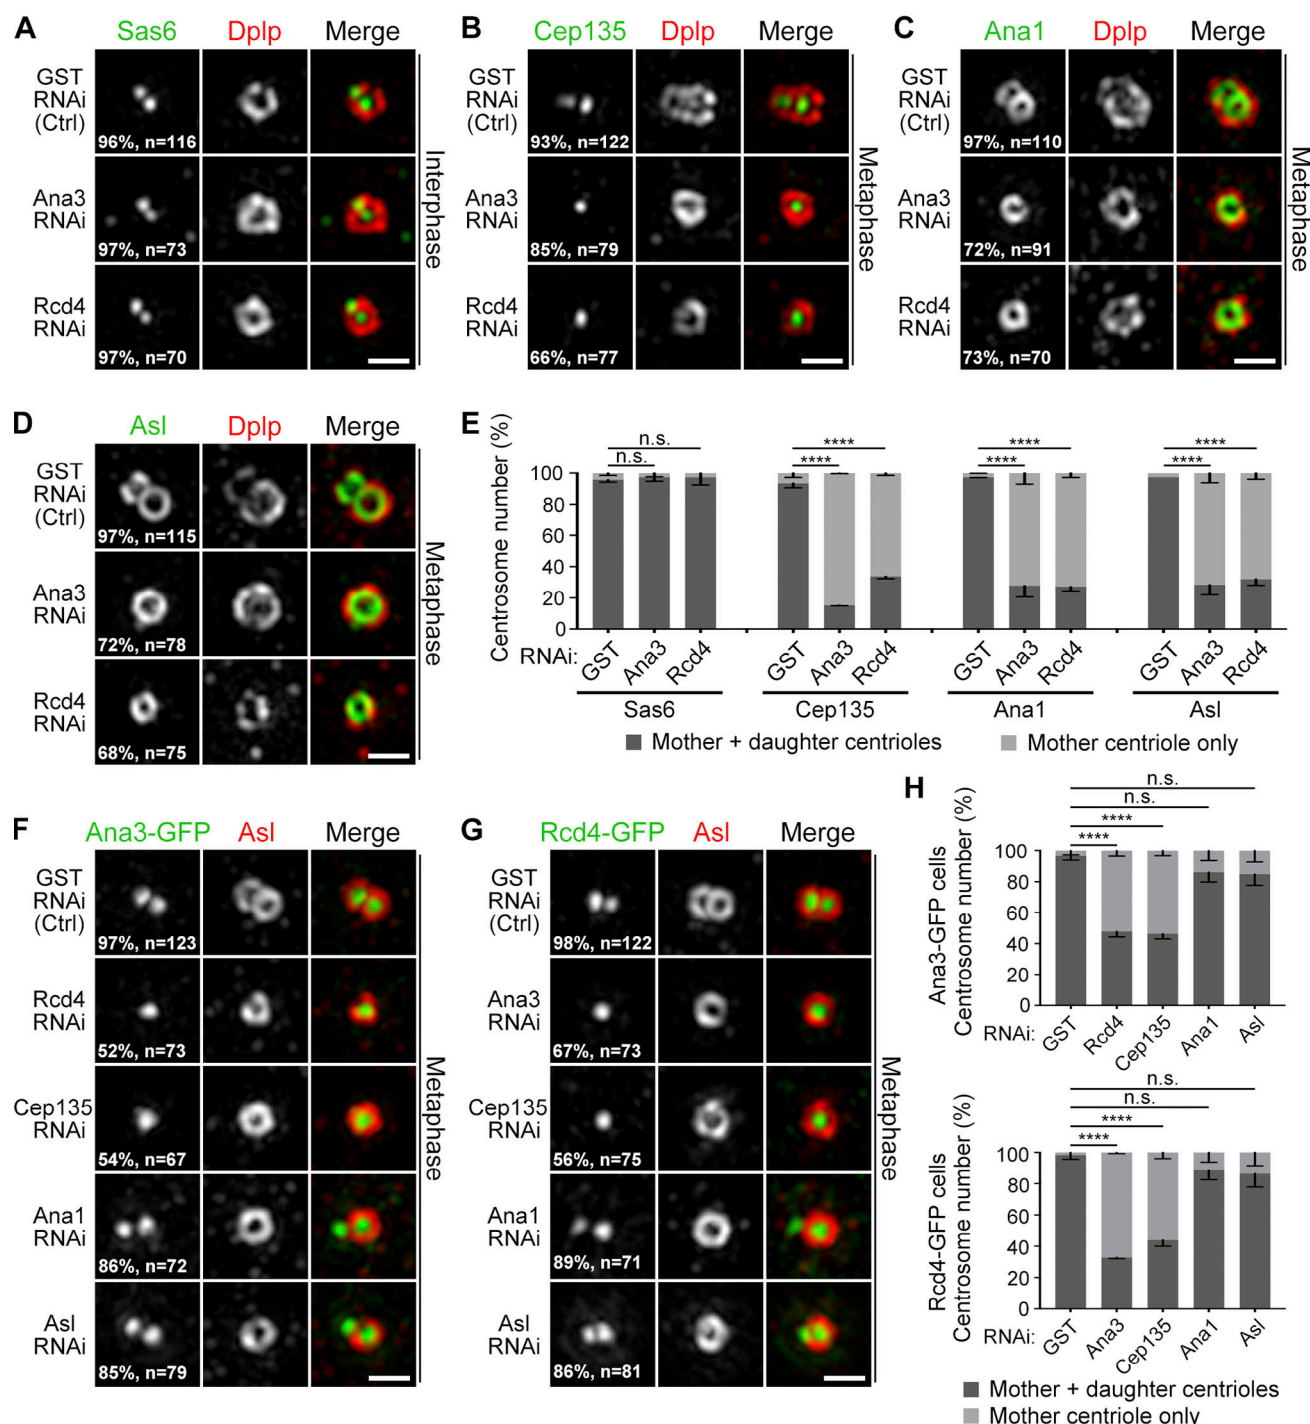 A
Sas6 Dplp Merge
GST
RNAi
(Ctrl)
96%, n=116
Ana3
RNAi
97%, n=73
Rcd4
RNAi
97%, n=70
Interphase
B
Cep135 Dplp Merge
GST
RNAi
(Ctrl)
93%, n=122
Ana3
RNAi
85%, n=79
Rcd4
RNAi
66%, n=77
Metaphase
C
Ana1 Dplp Merge
GST
RNAi
(Ctrl)
97%, n=110
Ana3
RNAi
72%, n=91
Rcd4
RNAi
73%, n=70
Metaphase
D
Asl Dplp Merge
GST
RNAi
(Ctrl)
97%, n=115
Ana3
RNAi
72%, n=78
Rcd4
RNAi
68%, n=75
Metaphase
E
Centrosome number (%)
100
80
60
40
20
0
n.s.
n.s.
****
****
****
****
****
****
RNAi:
GST Ana3 Rcd4
GST Ana3 Rcd4
GST Ana3 Rcd4
GST Ana3 Rcd4
Sas6 Cep135 Ana1 Asl
Mother + daughter centrioles
Mother centriole only
F
Ana3-GFP Asl Merge
GST
RNAi
(Ctrl)
97%, n=123
Rcd4
RNAi
52%, n=73
Cep135
RNAi
54%, n=67
Ana1
RNAi
86%, n=72
Asl
RNAi
85%, n=79
Metaphase
G
Rcd4-GFP Asl Merge
GST
RNAi
(Ctrl)
98%, n=122
Ana3
RNAi
67%, n=73
Cep135
RNAi
56%, n=75
Ana1
RNAi
89%, n=71
Asl
RNAi
86%, n=81
Metaphase
H
Ana3-GFP cells
Centrosome number (%)
n.s.
n.s.
****
****
100
80
60
40
20
0
RNAi:
GST Rcd4 Cep135 Ana1 Asl
Rcd4-GFP cells
Centrosome number (%)
n.s.
n.s.
****
****
100
80
60
40
20
0
RNAi:
GST Ana3 Cep135 Ana1 Asl
Mother + daughter centrioles
Mother centriole only